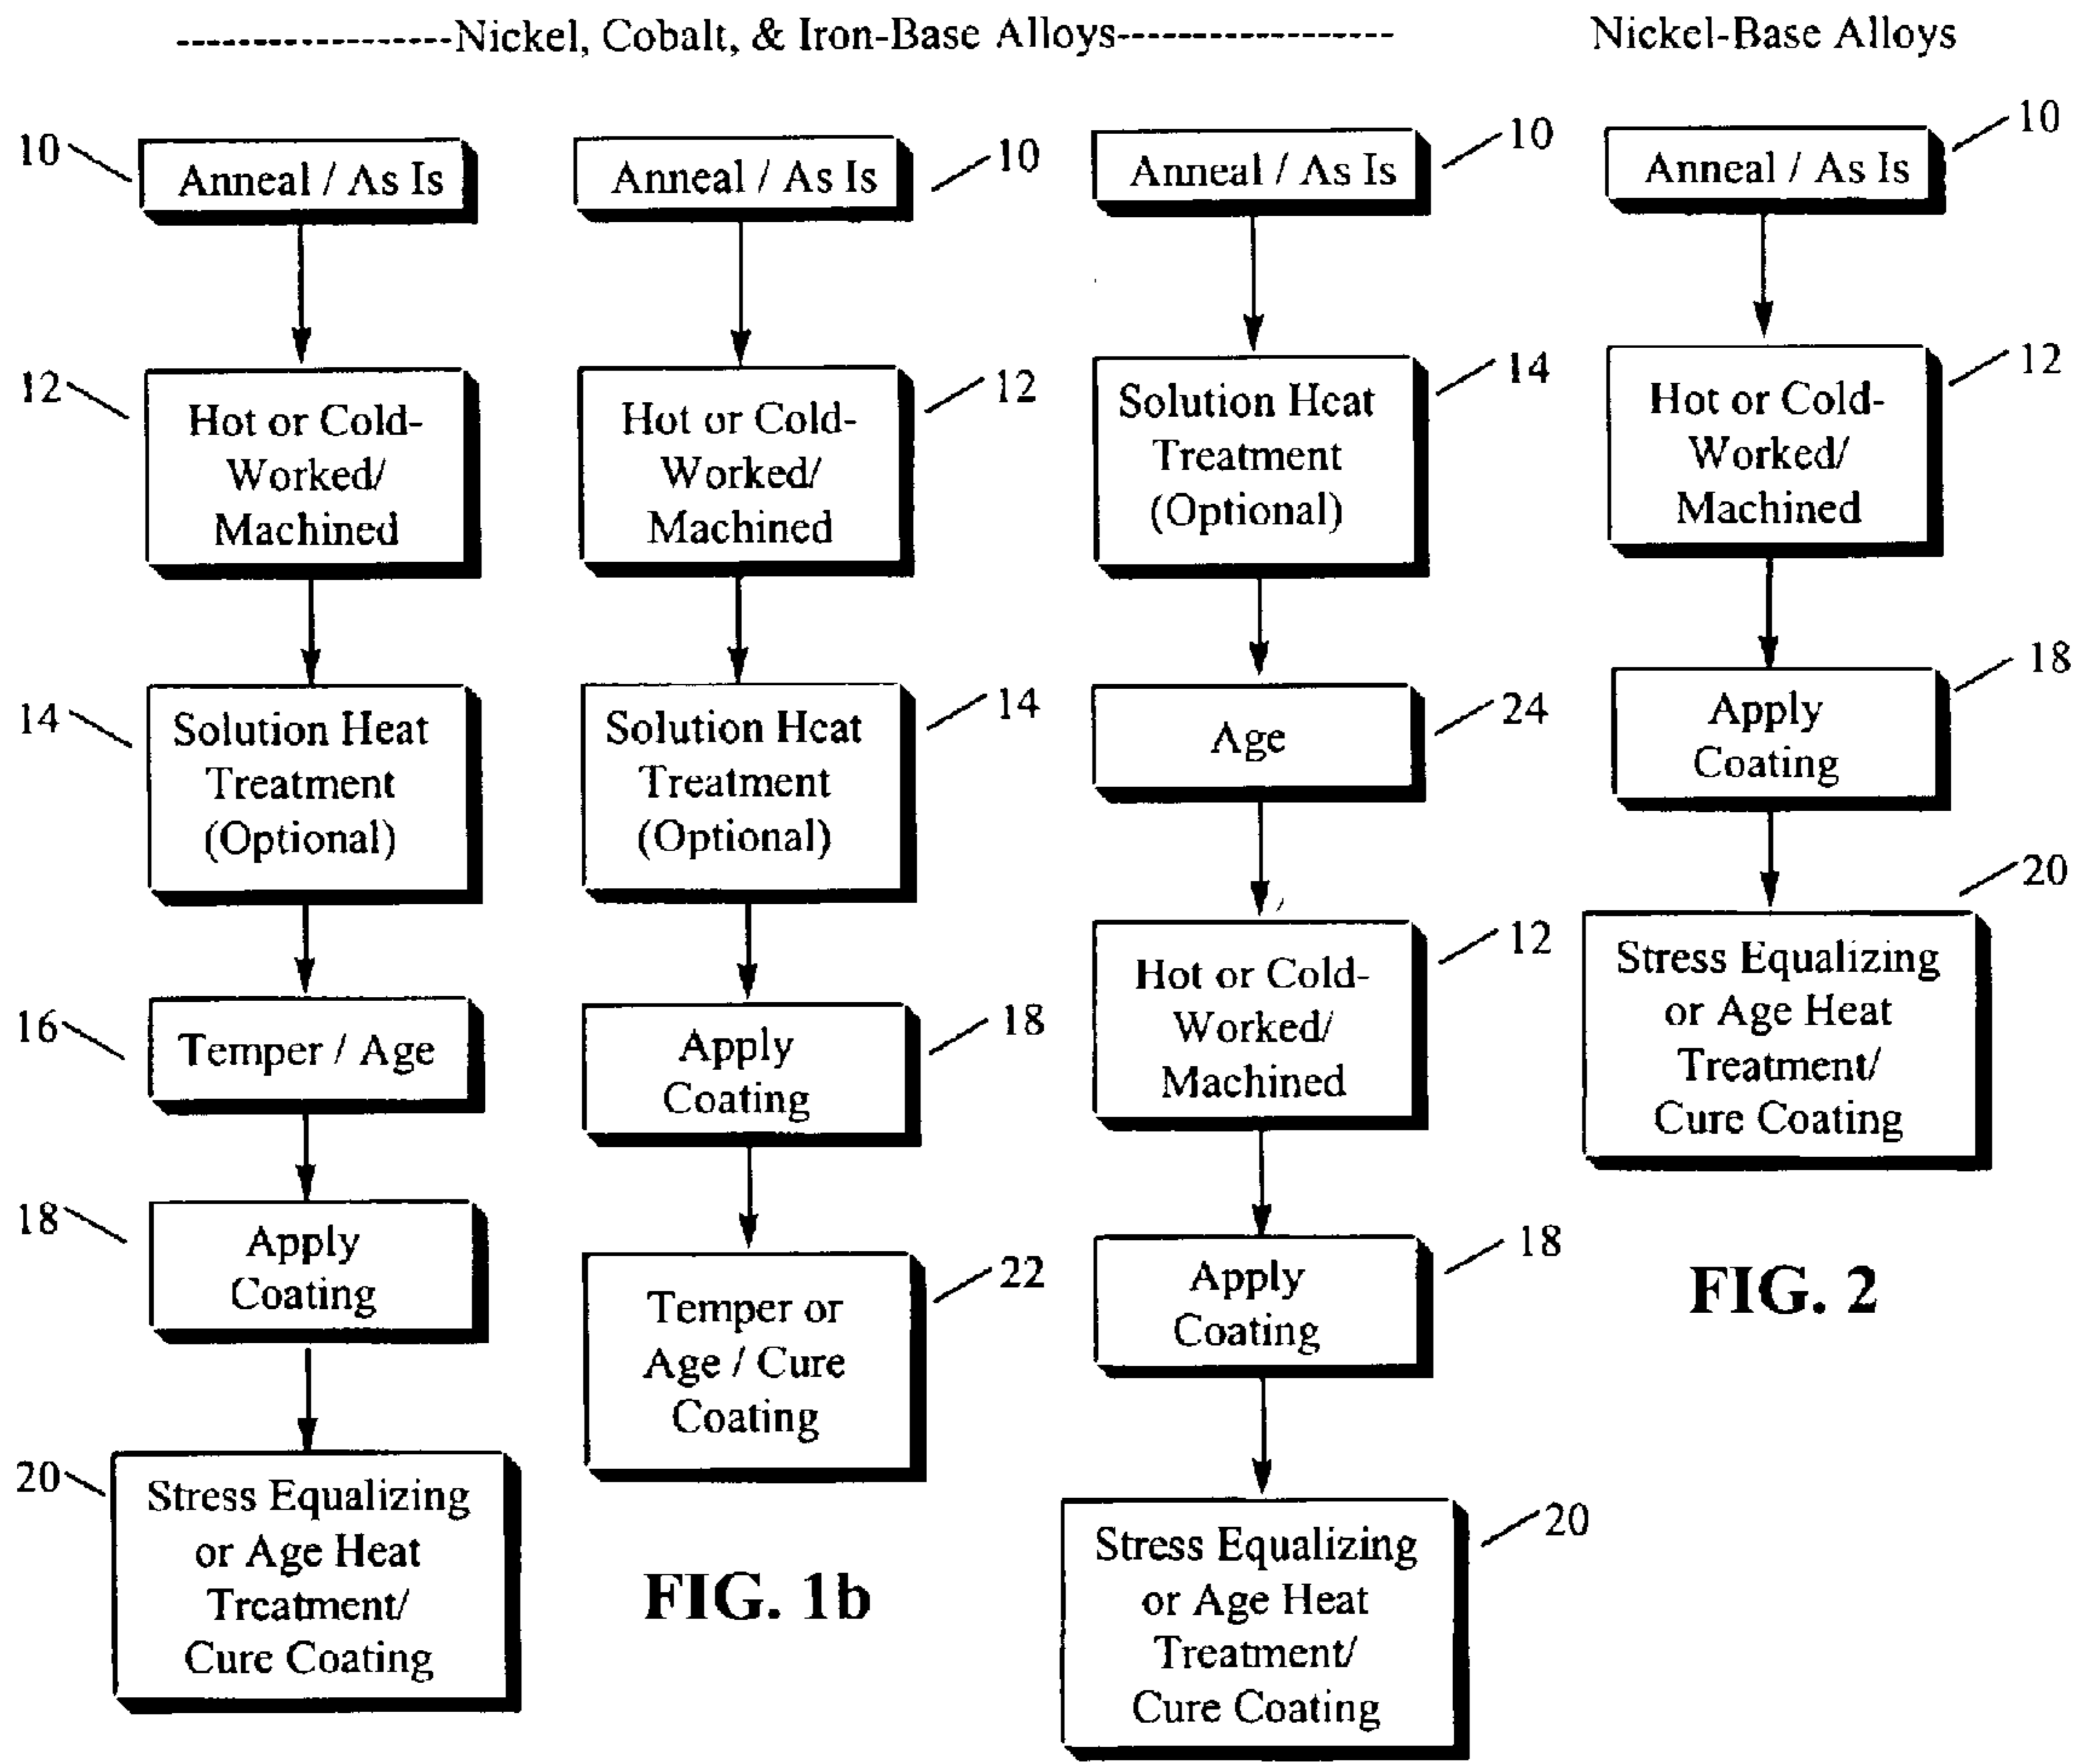 ------------------Nickel, Cobalt, & Iron-Base Alloys------------------
Nickel-Base Alloys
10
Anneal / As Is
12
Hot or Cold-
Worked/
Machined
14
Solution Heat
Treatment
(Optional)
16
Temper / Age
18
Apply
Coating
20
Stress Equalizing
or Age Heat
Treatment/
Cure Coating
Anneal / As Is
10
Hot or Cold-
Worked/
Machined
12
Solution Heat
Treatment
(Optional)
14
Apply
Coating
18
Temper or
Age / Cure
Coating
22
FIG. 1b
Anneal / As Is
10
Solution Heat
Treatment
(Optional)
14
Age
24
Hot or Cold-
Worked/
Machined
12
Apply
Coating
18
Stress Equalizing
or Age Heat
Treatment/
Cure Coating
20
Anneal / As Is
10
Hot or Cold-
Worked/
Machined
12
Apply
Coating
18
Stress Equalizing
or Age Heat
Treatment/
Cure Coating
20
FIG. 2